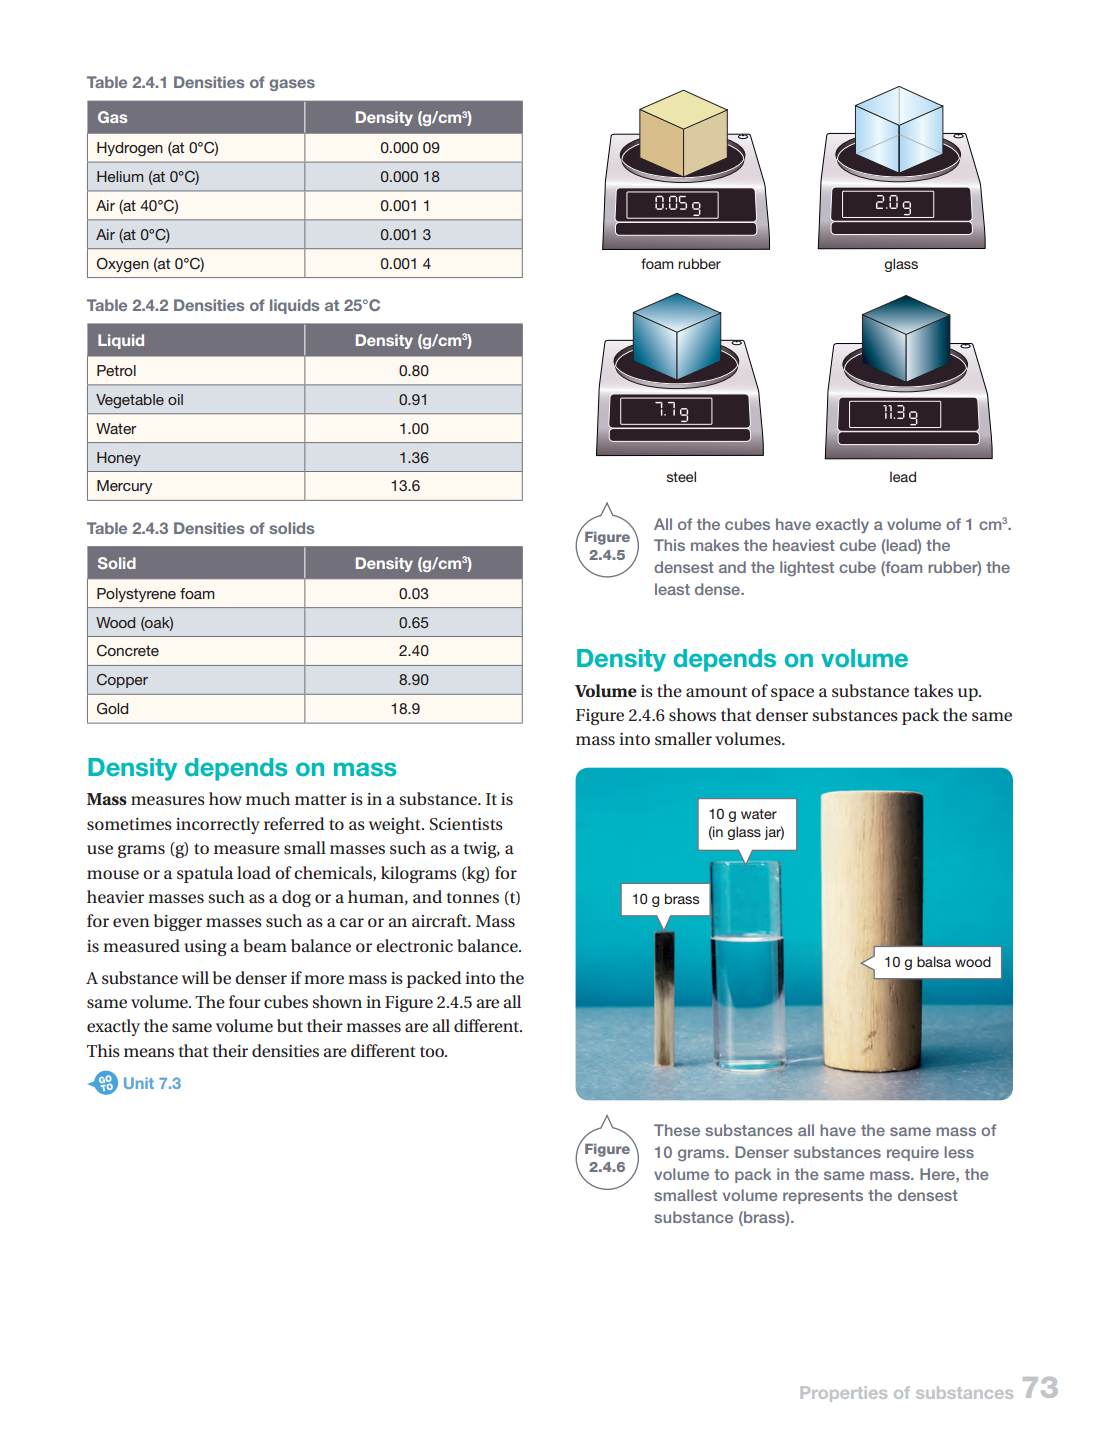 Table 2.4.1 Densities of gases
Gas Density (g/cm³)
Hydrogen (at 0°C) 0.000 09
Helium (at 0°C) 0.000 18
Air (at 40°C) 0.001 1
Air (at 0°C) 0.001 3
Oxygen (at 0°C) 0.001 4
Table 2.4.2 Densities of liquids at 25°C
Liquid Density (g/cm³)
Petrol 0.80
Vegetable oil 0.91
Water 1.00
Honey 1.36
Mercury 13.6
Table 2.4.3 Densities of solids
Solid Density (g/cm³)
Polystyrene foam 0.03
Wood (oak) 0.65
Concrete 2.40
Copper 8.90
Gold 18.9
Density depends on mass
Mass measures how much matter is in a substance. It is
sometimes incorrectly referred to as weight. Scientists
use grams (g) to measure small masses such as a twig, a
mouse or a spatula load of chemicals, kilograms (kg) for
heavier masses such as a dog or a human, and tonnes (t)
for even bigger masses such as a car or an aircraft. Mass
is measured using a beam balance or electronic balance.
A substance will be denser if more mass is packed into the
same volume. The four cubes shown in Figure 2.4.5 are all
exactly the same volume but their masses are all different.
This means that their densities are different too.
GO TO Unit 7.3
0.05 g
2.0 g
foam rubber
glass
7.7 g
11.3 g
steel
lead
Figure
2.4.5
All of the cubes have exactly a volume of 1 cm³.
This makes the heaviest cube (lead) the
densest and the lightest cube (foam rubber) the
least dense.
Density depends on volume
Volume is the amount of space a substance takes up.
Figure 2.4.6 shows that denser substances pack the same
mass into smaller volumes.
10 g water
(in glass jar)
10 g brass
10 g balsa wood
Figure
2.4.6
These substances all have the same mass of
10 grams. Denser substances require less
volume to pack in the same mass. Here, the
smallest volume represents the densest
substance (brass).
Properties of substances 73